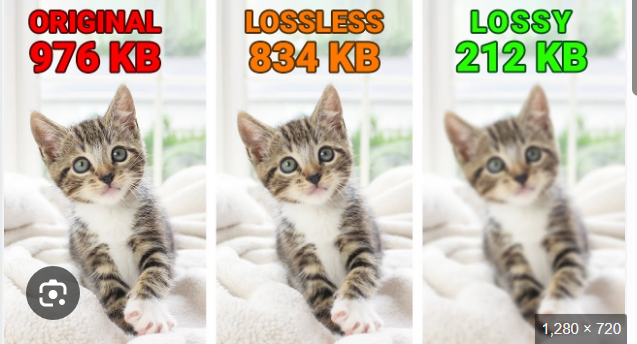 ORIGINAL
976 KB
LOSSLESS
834 KB
LOSSY
212 KB
1,280 × 720